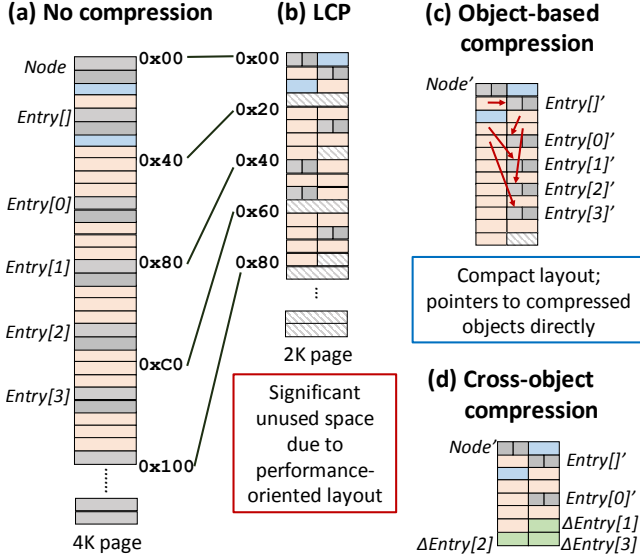 (a) No compression
Node
Entry[]
Entry[0]
Entry[1]
Entry[2]
Entry[3]
0x00
0x40
0x80
0xC0
0x100
4K page
(b) LCP
0x00
0x20
0x40
0x60
0x80
2K page
Significant
unused space
due to
performance-
oriented layout
(c) Object-based
compression
Node’
Entry[]’
Entry[0]’
Entry[1]’
Entry[2]’
Entry[3]’
Compact layout;
pointers to compressed
objects directly
(d) Cross-object
compression
Node’
Entry[]’
Entry[0]’
ΔEntry[1]
ΔEntry[2]
ΔEntry[3]